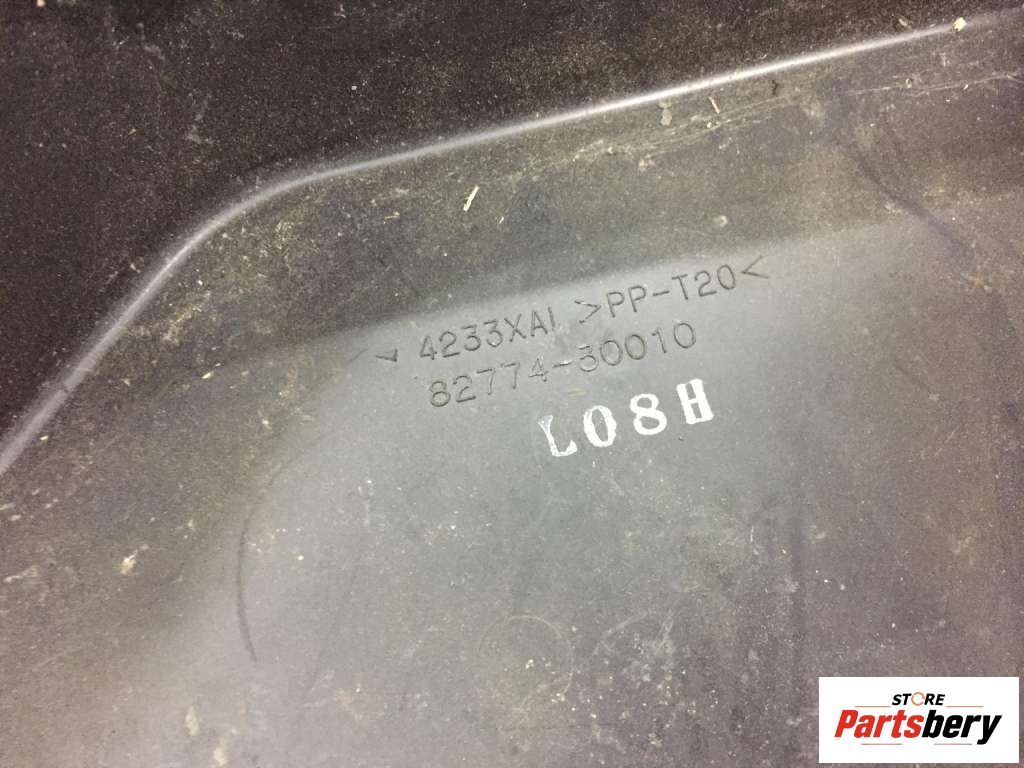 4233XAI >PP-T20<
82774-30010
L08H
STORE
Partsbery